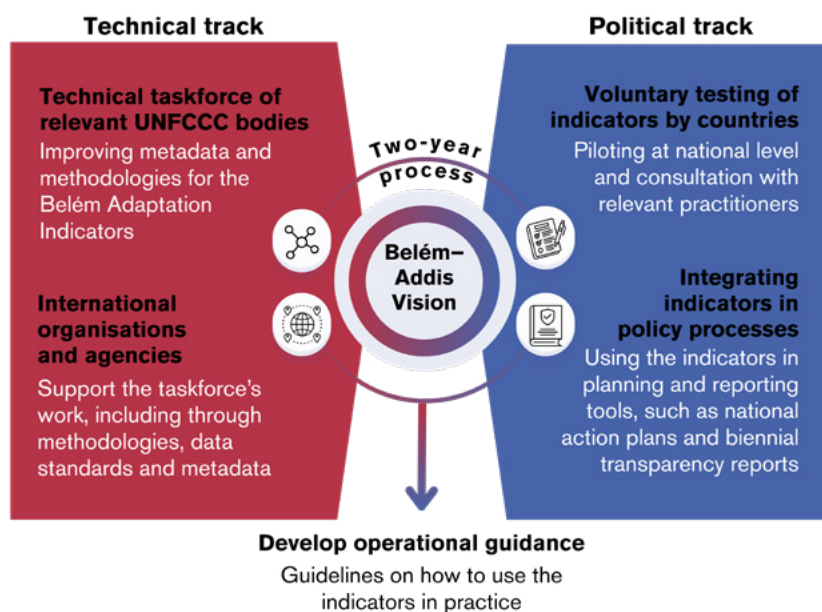 Technical track
Technical taskforce of
relevant UNFCCC bodies
Improving metadata and
methodologies for the
Belém Adaptation
Indicators
International
organisations
and agencies
Support the taskforce’s
work, including through
methodologies, data
standards and metadata
Two-year
process
Belém–
Addis
Vision
Political track
Voluntary testing of
indicators by countries
Piloting at national level
and consultation with
relevant practitioners
Integrating
indicators in
policy processes
Using the indicators in
planning and reporting
tools, such as national
action plans and biennial
transparency reports
Develop operational guidance
Guidelines on how to use the
indicators in practice